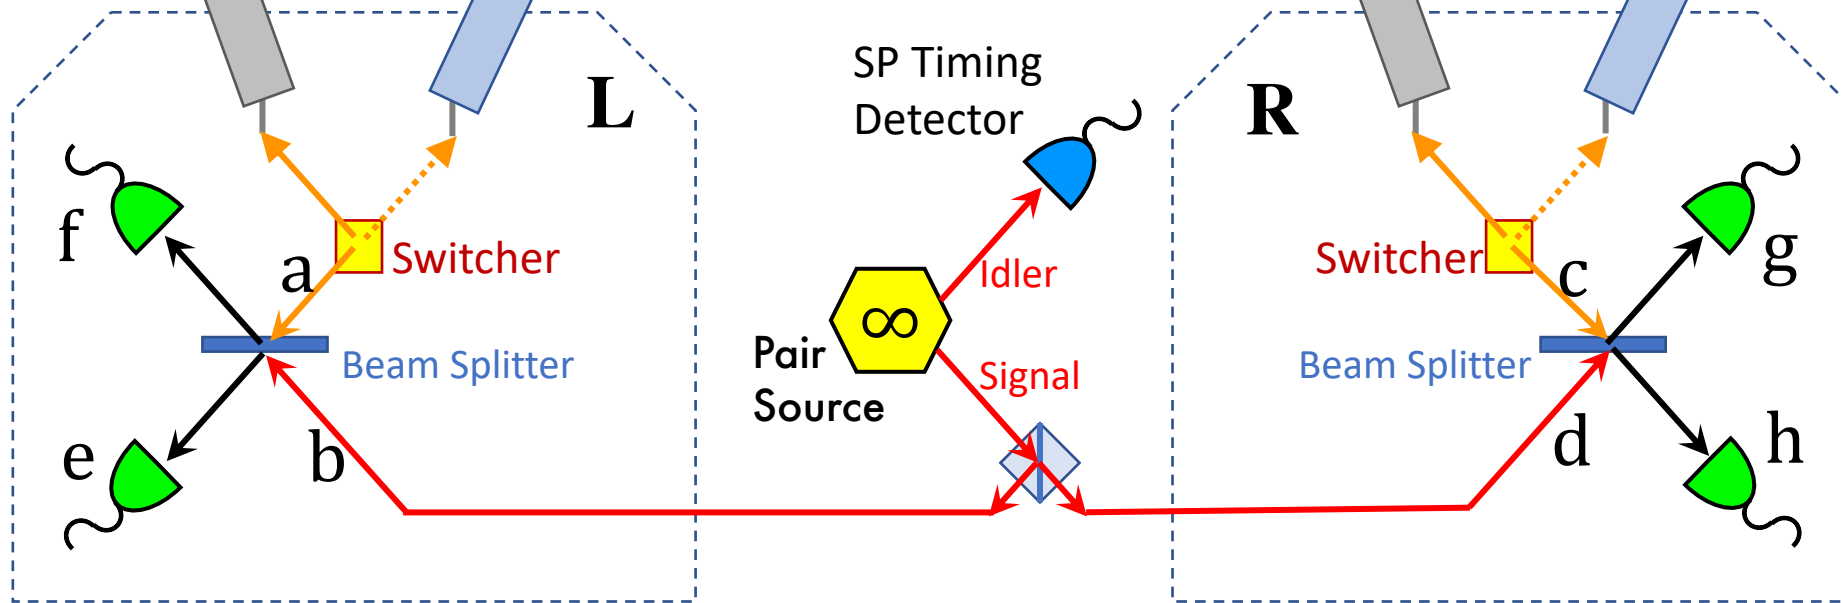 L
SP Timing
Detector
R
f
a
Switcher
Idler
Switcher
c
g
∞
Beam Splitter
Pair
Source
Signal
Beam Splitter
e
b
d
h